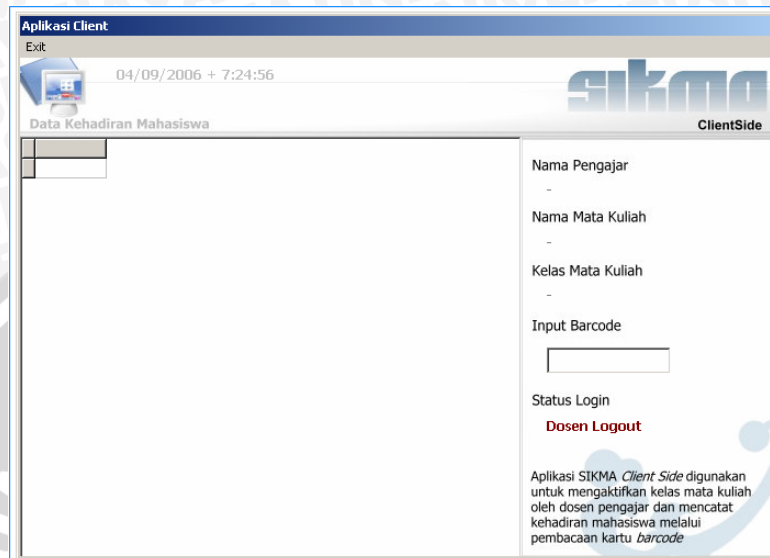 Aplikasi Client
Exit
04/09/2006 + 7:24:56
sikma
Data Kehadiran Mahasiswa
ClientSide
Nama Pengajar
-
Nama Mata Kuliah
-
Kelas Mata Kuliah
-
Input Barcode
Status Login
Dosen Logout
Aplikasi SIKMA Client Side digunakan
untuk mengaktifkan kelas mata kuliah
oleh dosen pengajar dan mencatat
kehadiran mahasiswa melalui
pembacaan kartu barcode